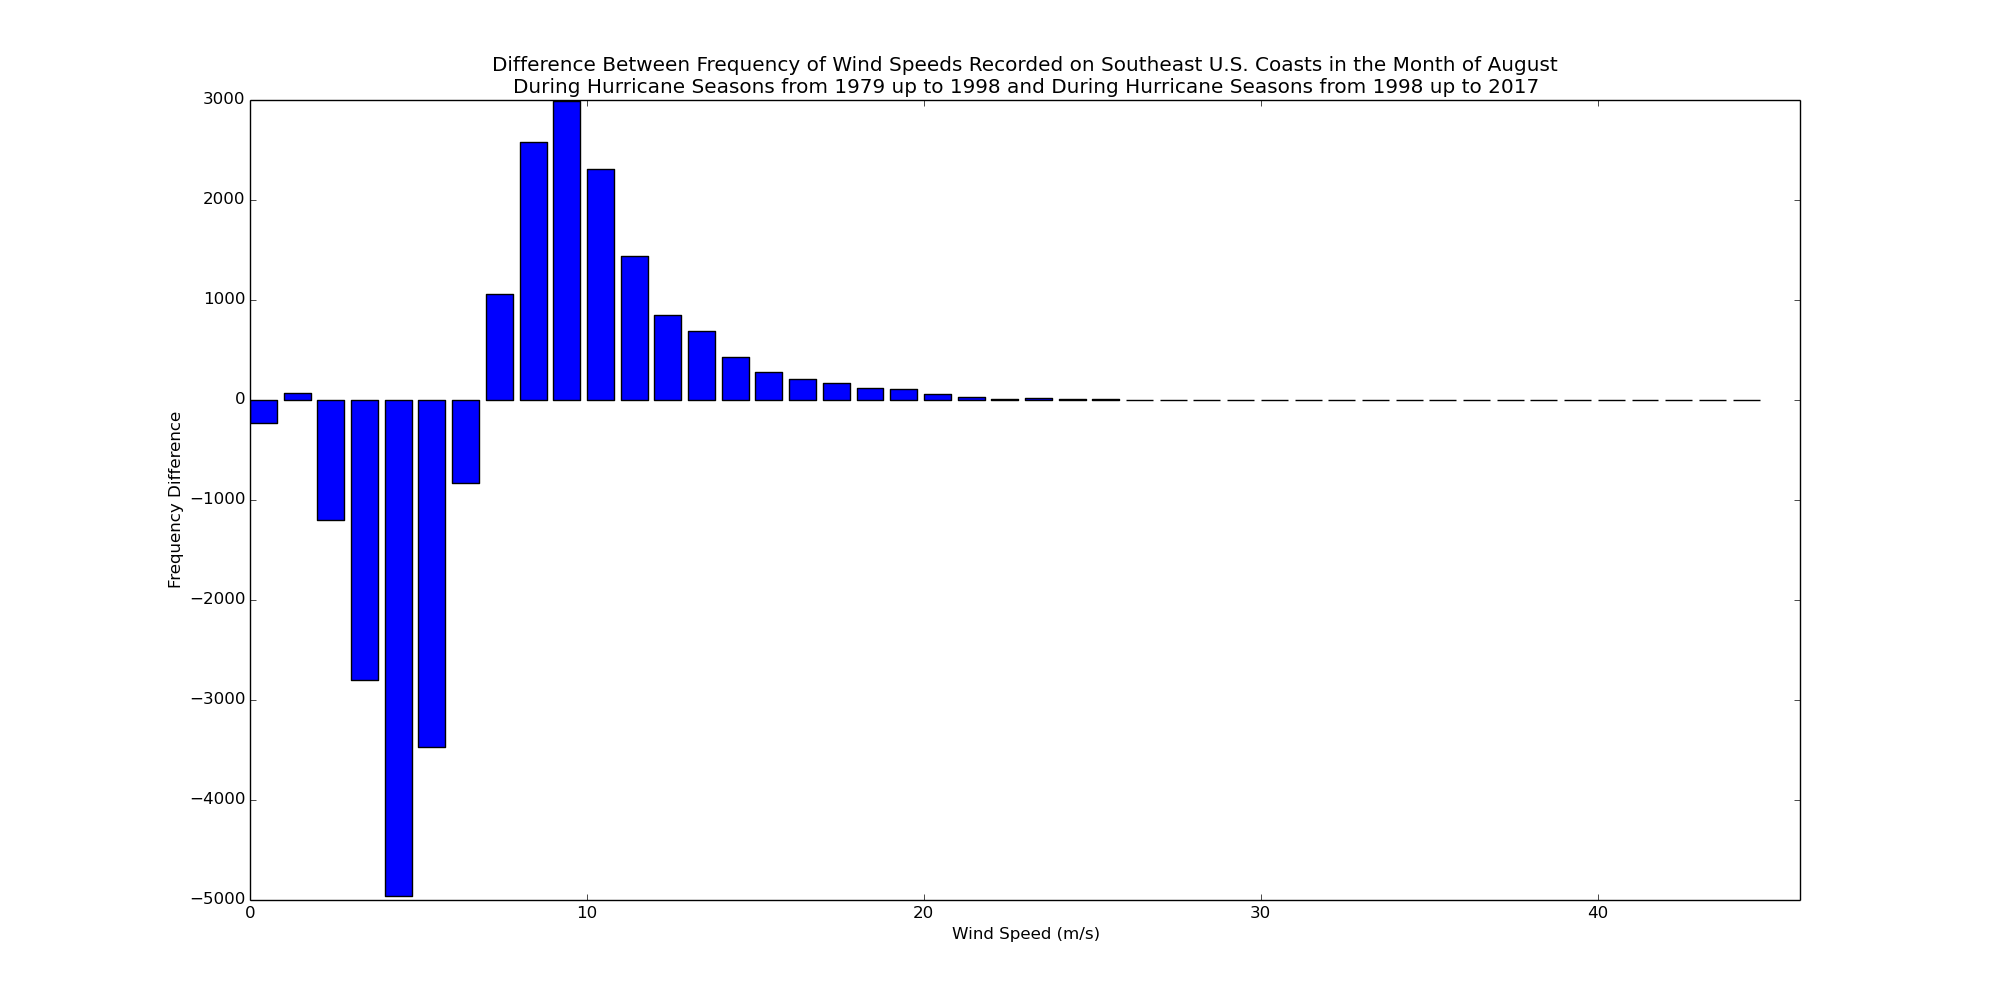 Difference Between Frequency of Wind Speeds Recorded on Southeast U.S. Coasts in the Month of August
During Hurricane Seasons from 1979 up to 1998 and During Hurricane Seasons from 1998 up to 2017
3000
2000
1000
0
−1000
−2000
−3000
−4000
−5000
Frequency Difference
0 10 20 30 40
Wind Speed (m/s)